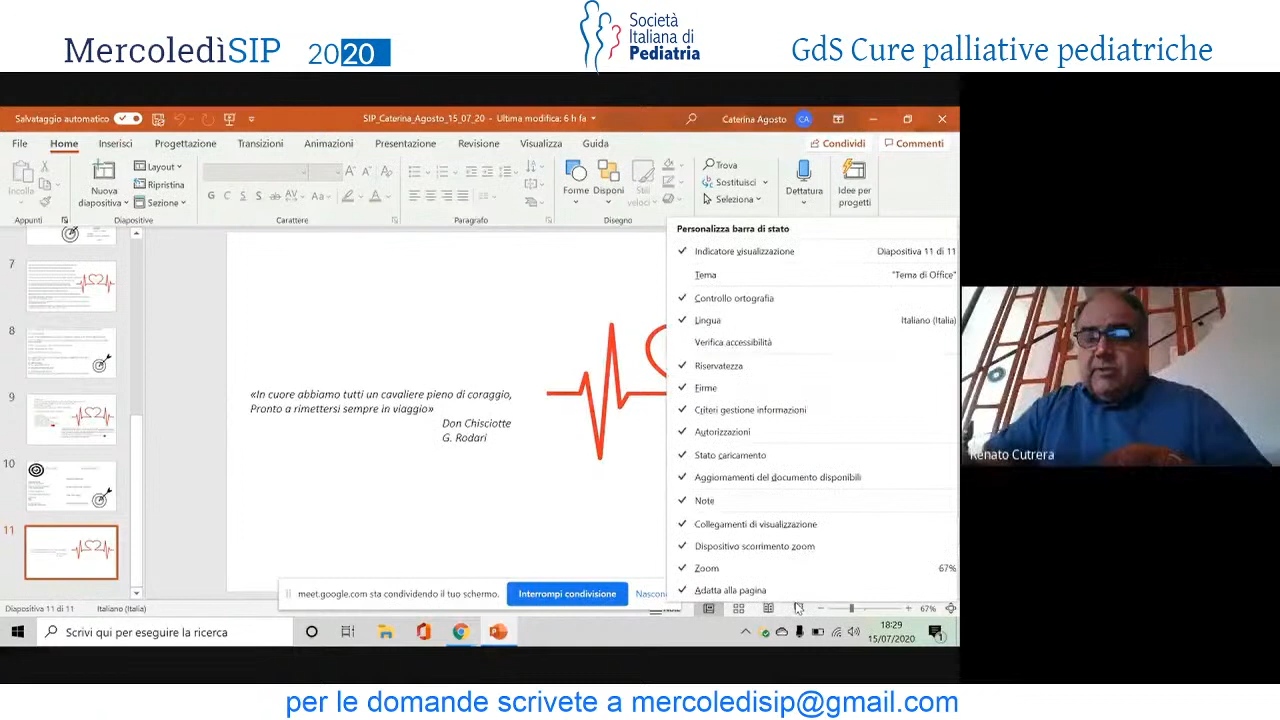 MercoledìSIP 2020
Società
Italiana di
Pediatria
GdS Cure palliative pediatriche
Salvataggio automatico
SIP_Caterina_Agosto_15_07_20 - Ultima modifica: 6 h fa
Caterina Agosto CA
File Home Inserisci Progettazione Transizioni Animazioni Presentazione Revisione Visualizza Guida Condividi Commenti
Incolla
Nuova
diapositiva
Layout
Ripristina
Sezione
G C S S ab AV Aa A
Forme Disponi Stili
veloci
Trova
Sostituisci
Seleziona
Dettatura
Idee per
progetti
Appunti Diapositive Carattere Paragrafo Disegno
7
8
9
10
11
«In cuore abbiamo tutti un cavaliere pieno di coraggio,
Pronto a rimettersi sempre in viaggio»
Don Chisciotte
G. Rodari
Personalizza barra di stato
Indicatore visualizzazione Diapositiva 11 di 11
Tema "Tema di Office"
Controllo ortografia
Lingua Italiano (Italia)
Verifica accessibilità
Riservatezza
Firme
Criteri gestione informazioni
Autorizzazioni
Stato caricamento
Aggiornamenti del documento disponibili
Note
Collegamenti di visualizzazione
Dispositivo scorrimento zoom
Zoom 67%
Adatta alla pagina
meet.google.com sta condividendo il tuo schermo. Interrompi condivisione Nascon
Diapositiva 11 di 11 Italiano (Italia) 67%
Scrivi qui per eseguire la ricerca
18:29
15/07/2020
1
Renato Cutrera
per le domande scrivete a mercoledisip@gmail.com